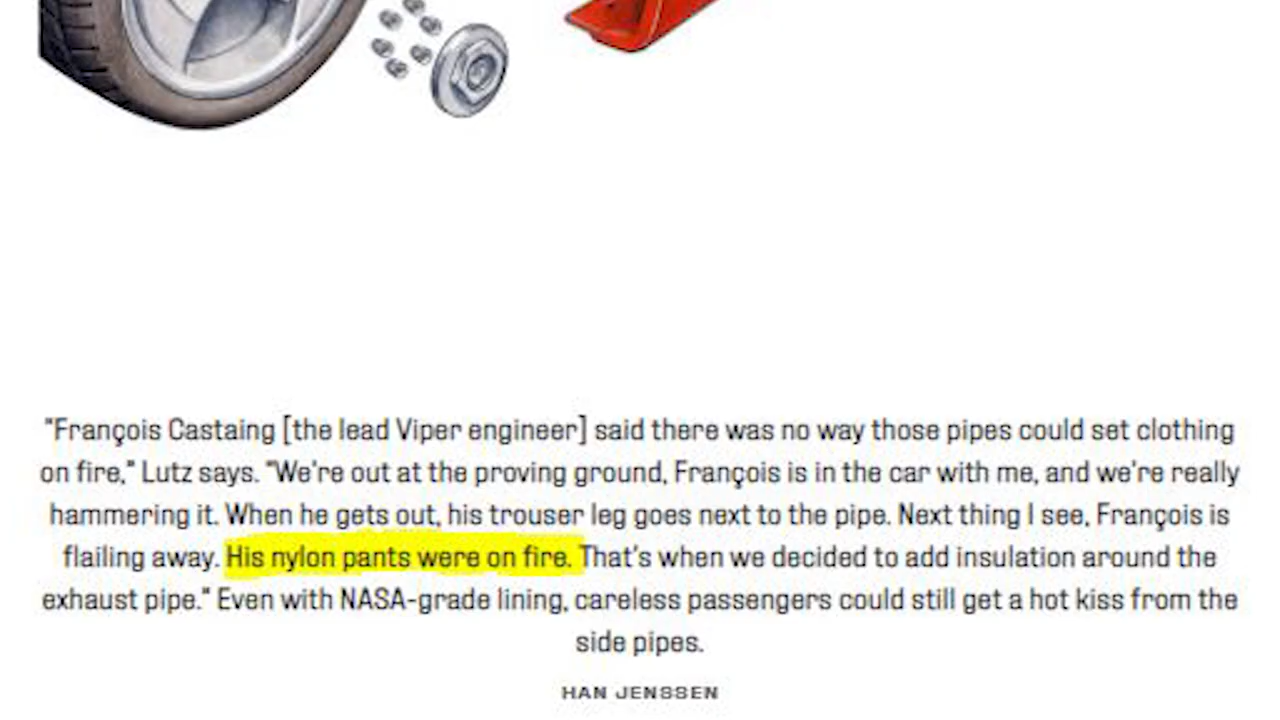 "François Castaing [the lead Viper engineer] said there was no way those pipes could set clothing
on fire," Lutz says. "We're out at the proving ground, François is in the car with me, and we're really
hammering it. When he gets out, his trouser leg goes next to the pipe. Next thing I see, François is
flailing away. His nylon pants were on fire. That's when we decided to add insulation around the
exhaust pipe." Even with NASA-grade lining, careless passengers could still get a hot kiss from the
side pipes.
HAN JENSSEN